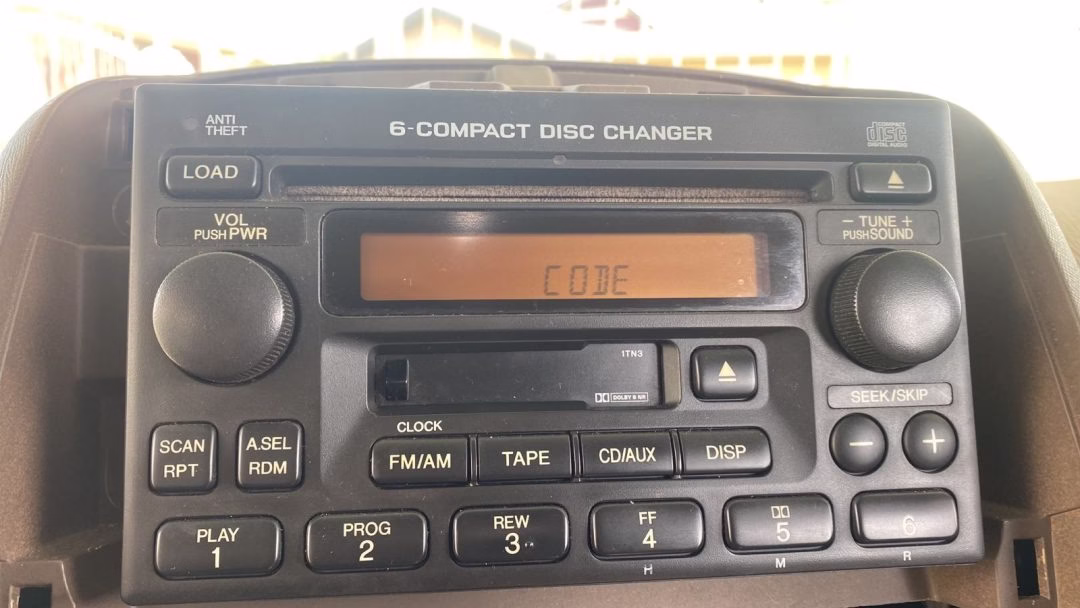 ANTI
THEFT
6-COMPACT DISC CHANGER
COMPACT
disc
DIGITAL AUDIO
LOAD
VOL
PUSH PWR
− TUNE +
PUSH SOUND
CODE
1TN3
DOLBY B NR
SEEK/SKIP
− +
CLOCK
SCAN
RPT
A.SEL
RDM
FM/AM TAPE CD/AUX DISP
PLAY
1
PROG
2
REW
3
FF
4
5
6
H M R